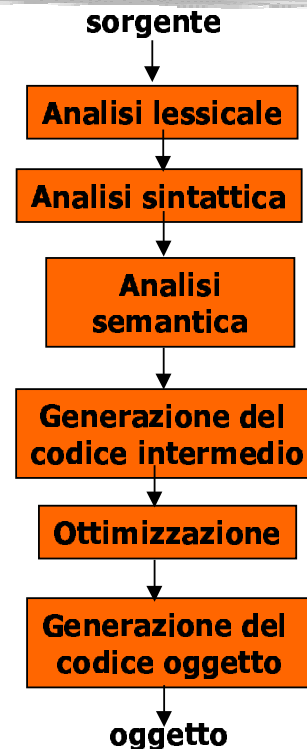 sorgente
Analisi lessicale
Analisi sintattica
Analisi
semantica
Generazione del
codice intermedio
Ottimizzazione
Generazione del
codice oggetto
oggetto